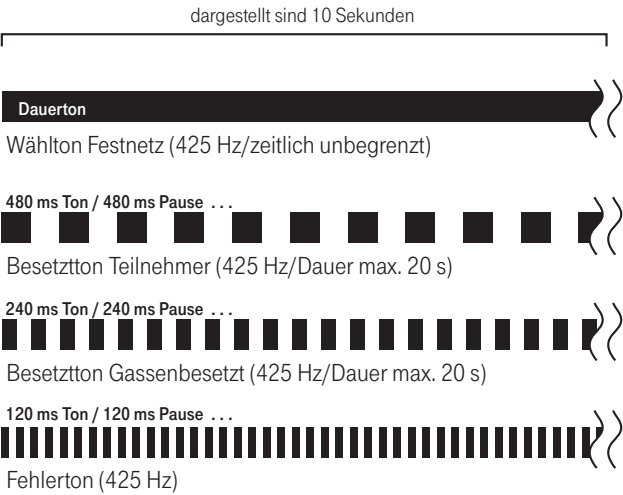 dargestellt sind 10 Sekunden
Dauerton
Wählton Festnetz (425 Hz/zeitlich unbegrenzt)
480 ms Ton / 480 ms Pause . . .
Besetztton Teilnehmer (425 Hz/Dauer max. 20 s)
240 ms Ton / 240 ms Pause . . .
Besetztton Gassenbesetzt (425 Hz/Dauer max. 20 s)
120 ms Ton / 120 ms Pause . . .
Fehlerton (425 Hz)